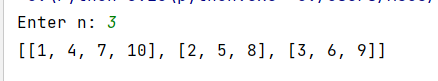 Enter n: 3
[[1, 4, 7, 10], [2, 5, 8], [3, 6, 9]]